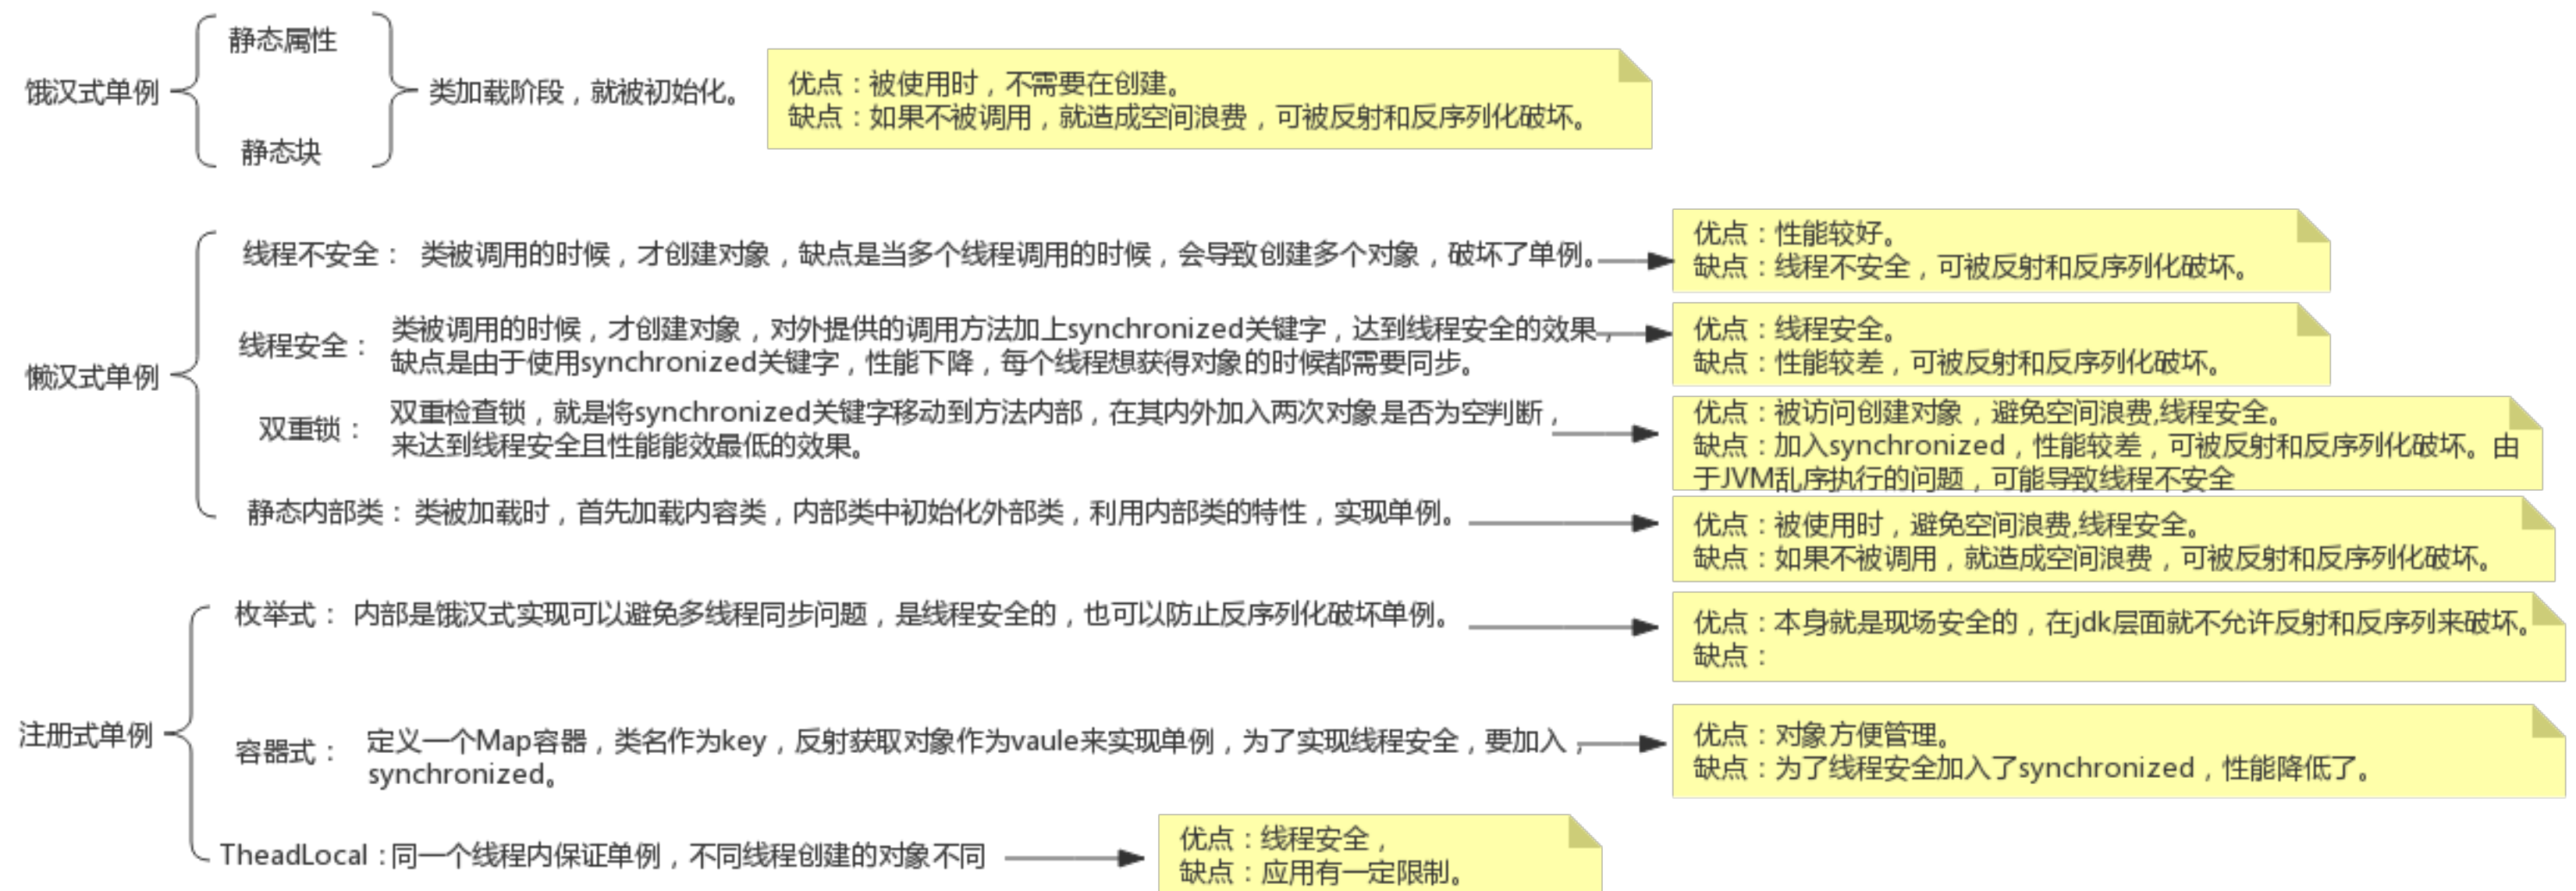 饿汉式单例
静态属性
静态块
类加载阶段，就被初始化。
优点：被使用时，不需要在创建。
缺点：如果不被调用，就造成空间浪费，可被反射和反序列化破坏。
懒汉式单例
线程不安全： 类被调用的时候，才创建对象，缺点是当多个线程调用的时候，会导致创建多个对象，破坏了单例。
优点：性能较好。
缺点：线程不安全，可被反射和反序列化破坏。
线程安全：
类被调用的时候，才创建对象，对外提供的调用方法加上synchronized关键字，达到线程安全的效果，
缺点是由于使用synchronized关键字，性能下降，每个线程想获得对象的时候都需要同步。
优点：线程安全。
缺点：性能较差，可被反射和反序列化破坏。
双重锁：
双重检查锁，就是将synchronized关键字移动到方法内部，在其内外加入两次对象是否为空判断，
来达到线程安全且性能能效最低的效果。
优点：被访问创建对象，避免空间浪费,线程安全。
缺点：加入synchronized，性能较差，可被反射和反序列化破坏。由
于JVM乱序执行的问题，可能导致线程不安全
静态内部类：类被加载时，首先加载内容类，内部类中初始化外部类，利用内部类的特性，实现单例。
优点：被使用时，避免空间浪费,线程安全。
缺点：如果不被调用，就造成空间浪费，可被反射和反序列化破坏。
注册式单例
枚举式： 内部是饿汉式实现可以避免多线程同步问题，是线程安全的，也可以防止反序列化破坏单例。
优点：本身就是现场安全的，在jdk层面就不允许反射和反序列来破坏。
缺点：
容器式：
定义一个Map容器，类名作为key，反射获取对象作为vaule来实现单例，为了实现线程安全，要加入，
synchronized。
优点：对象方便管理。
缺点：为了线程安全加入了synchronized，性能降低了。
TheadLocal：同一个线程内保证单例，不同线程创建的对象不同
优点：线程安全，
缺点：应用有一定限制。